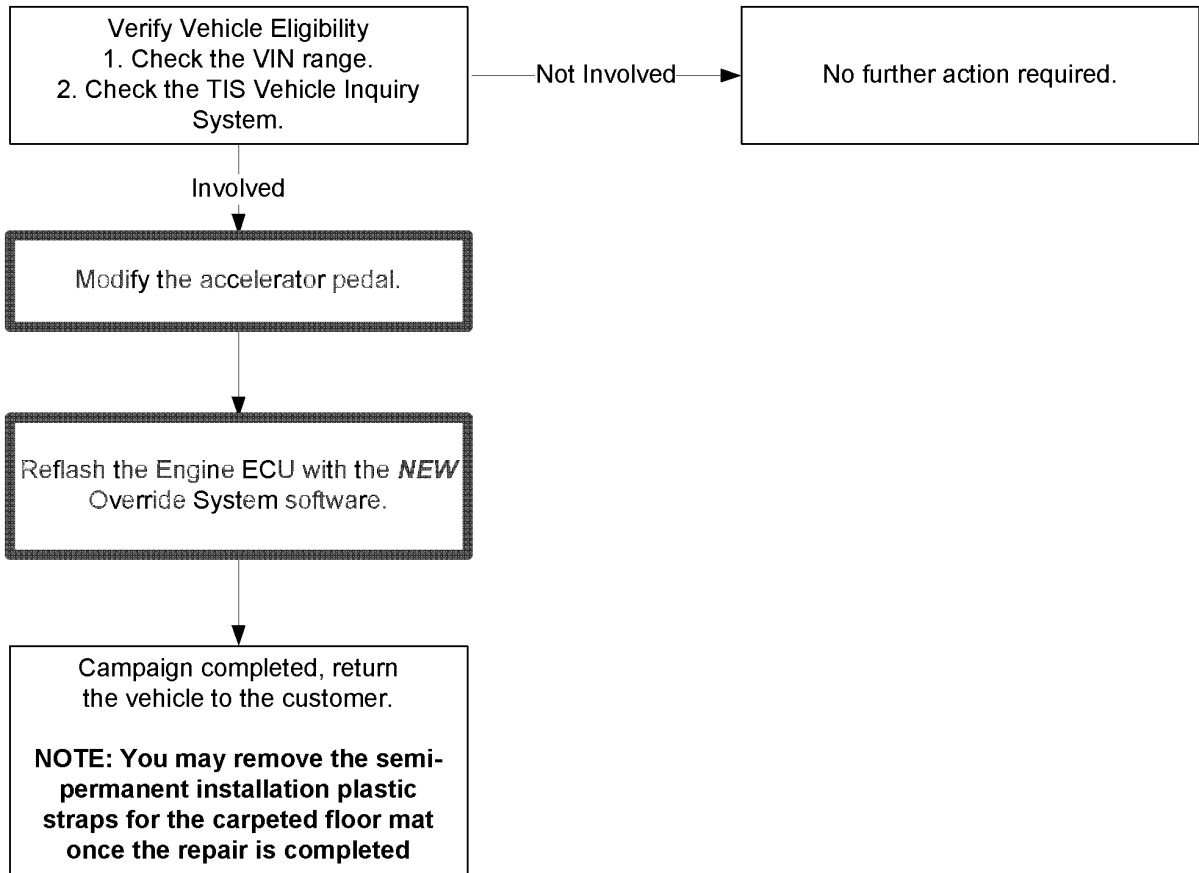 Verify Vehicle Eligibility
1. Check the VIN range.
2. Check the TIS Vehicle Inquiry
System.
Not Involved
No further action required.
Involved
Modify the accelerator pedal.
Reflash the Engine ECU with the NEW
Override System software.
Campaign completed, return
the vehicle to the customer.
NOTE: You may remove the semi-
permanent installation plastic
straps for the carpeted floor mat
once the repair is completed